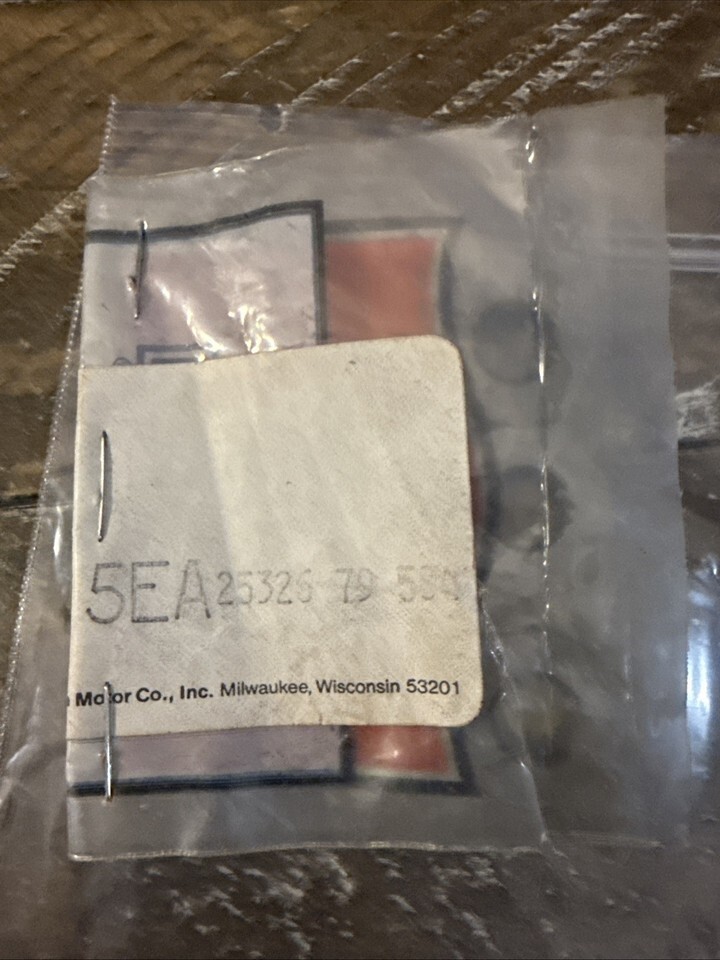 5EA 25326 79
Motor Co., Inc. Milwaukee, Wisconsin 53201